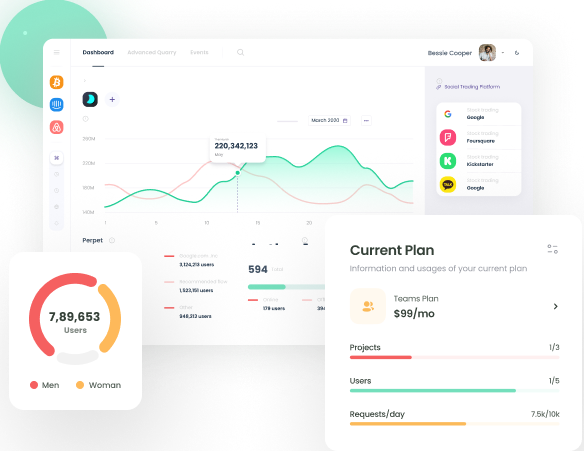 Dashboard
Advanced Querry
Events
Bessie Cooper
Social Trading Platform
Google
Foursquare
Kickstarter
Google
March 2020
220,342,123
May
1
5
10
15
20
Perpet
3,124,213 users
1,523,151 users
948,213 users
594
179 users
7,89,653
Users
Men
Woman
Current Plan
Information and usages of your current plan
Teams Plan
$99/mo
Projects
1/3
Users
1/5
Requests/day
7.5k/10k